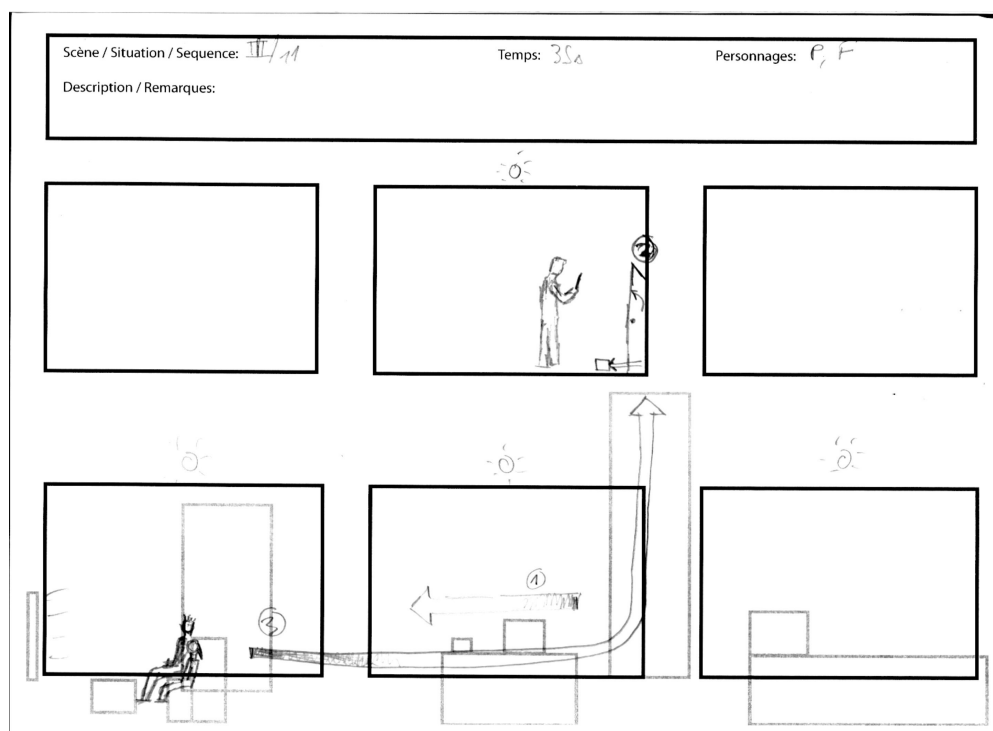 Scène / Situation / Sequence: III/11
Temps: 35s
Personnages: P, F
Description / Remarques:
2
1
3